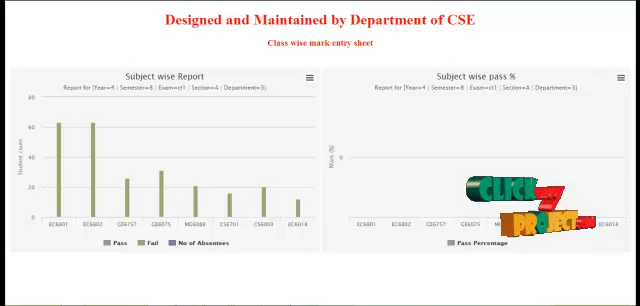 Designed and Maintained by Department of CSE
Class wise mark entry sheet
Subject wise Report
Report for [Year=4 | Semester=8 | Exam=ct1 | Section=A | Department=3]
Student count
80
60
40
20
0
EC6801 EC6802 GE6757 GE6075 MG6088 CS6701 CS6003 EC6018
Pass Fail No of Absentees
Subject wise pass %
Report for [Year=4 | Semester=8 | Exam=ct1 | Section=A | Department=3]
Mark (%)
0
EC6801 EC6802 GE6757 GE6075 EC6018
Pass Percentage
CLICK
PROJECT